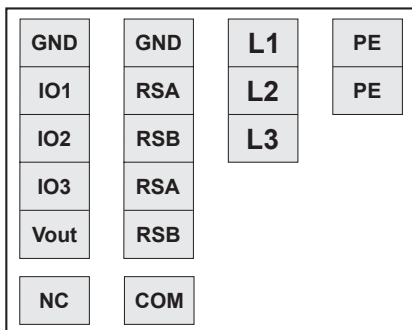 GND GND L1 PE
IO1 RSA L2 PE
IO2 RSB L3
IO3 RSA
Vout RSB
NC COM